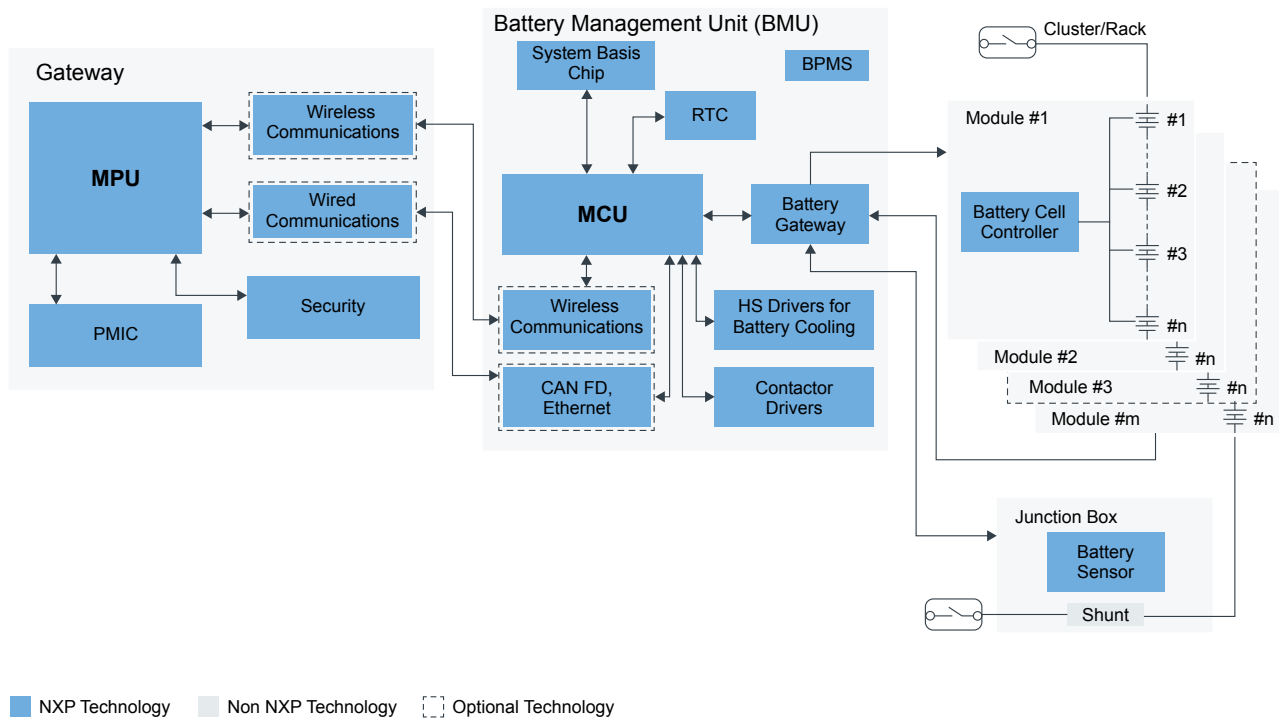 Battery Management Unit (BMU)
Cluster/Rack
Gateway
System Basis
Chip
BPMS
Wireless
Communications
RTC
Module #1
#1
MPU
MCU
Battery
Gateway
Battery Cell
Controller
#2
Wired
Communications
#3
Security
PMIC
Wireless
Communications
HS Drivers for
Battery Cooling
#n
Module #2
#n
CAN FD,
Ethernet
Contactor
Drivers
Module #3
#n
Module #m
#n
Junction Box
Battery
Sensor
Shunt
NXP Technology
Non NXP Technology
Optional Technology